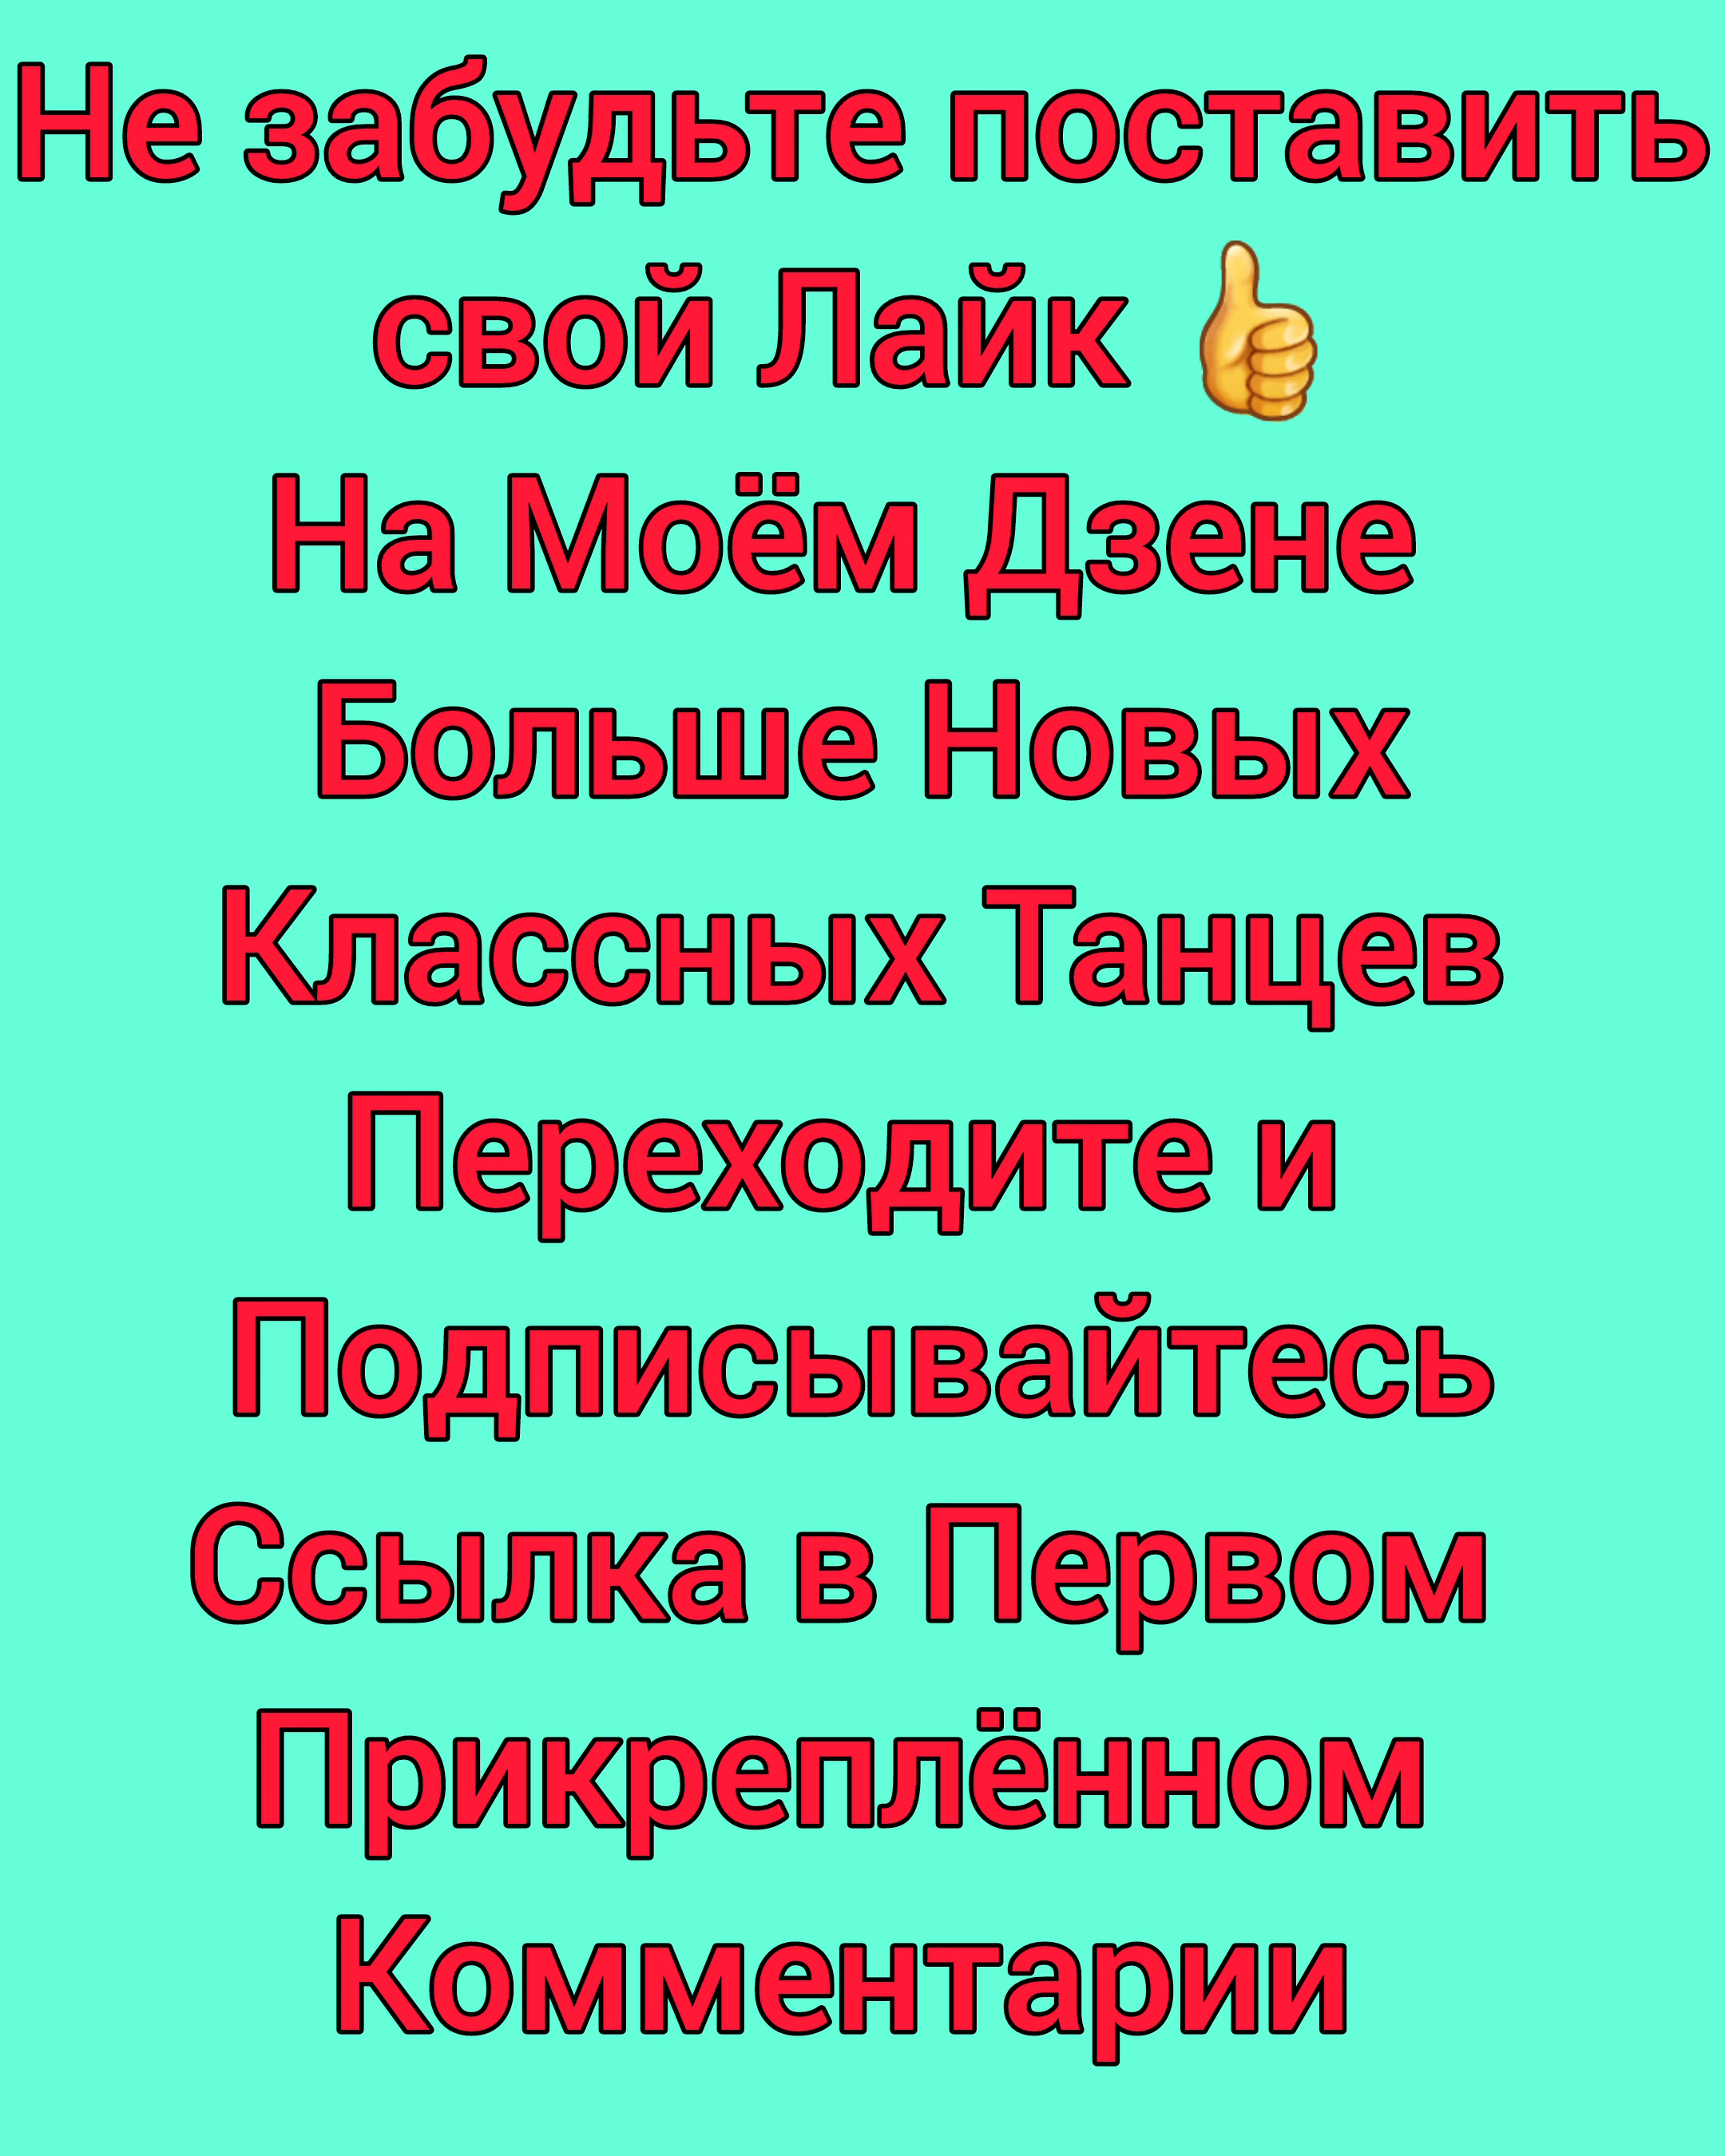 Не забудьте поставить
свой Лайк 👍
На Моём Дзене
Больше Новых
Классных Танцев
Переходите и
Подписывайтесь
Ссылка в Первом
Прикреплённом
Комментарии